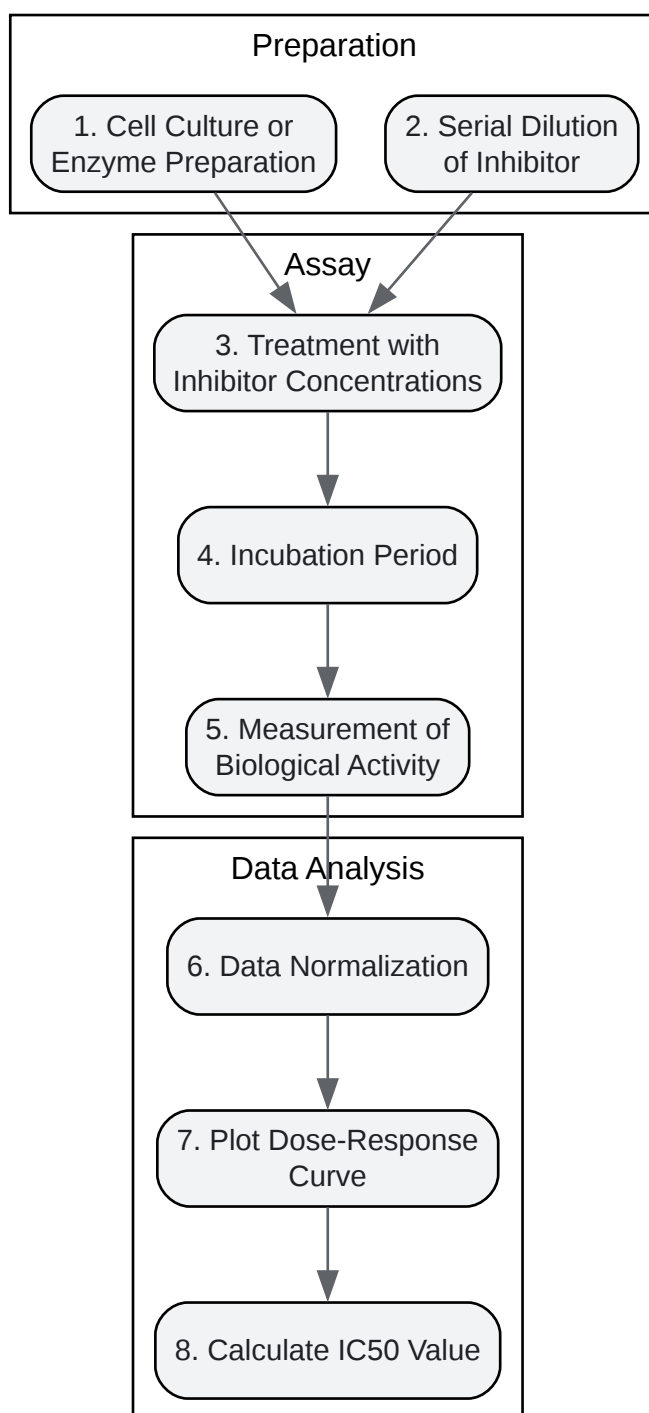 Preparation
1. Cell Culture or
Enzyme Preparation
2. Serial Dilution
of Inhibitor
Assay
3. Treatment with
Inhibitor Concentrations
4. Incubation Period
5. Measurement of
Biological Activity
Data Analysis
6. Data Normalization
7. Plot Dose-Response
Curve
8. Calculate IC50 Value